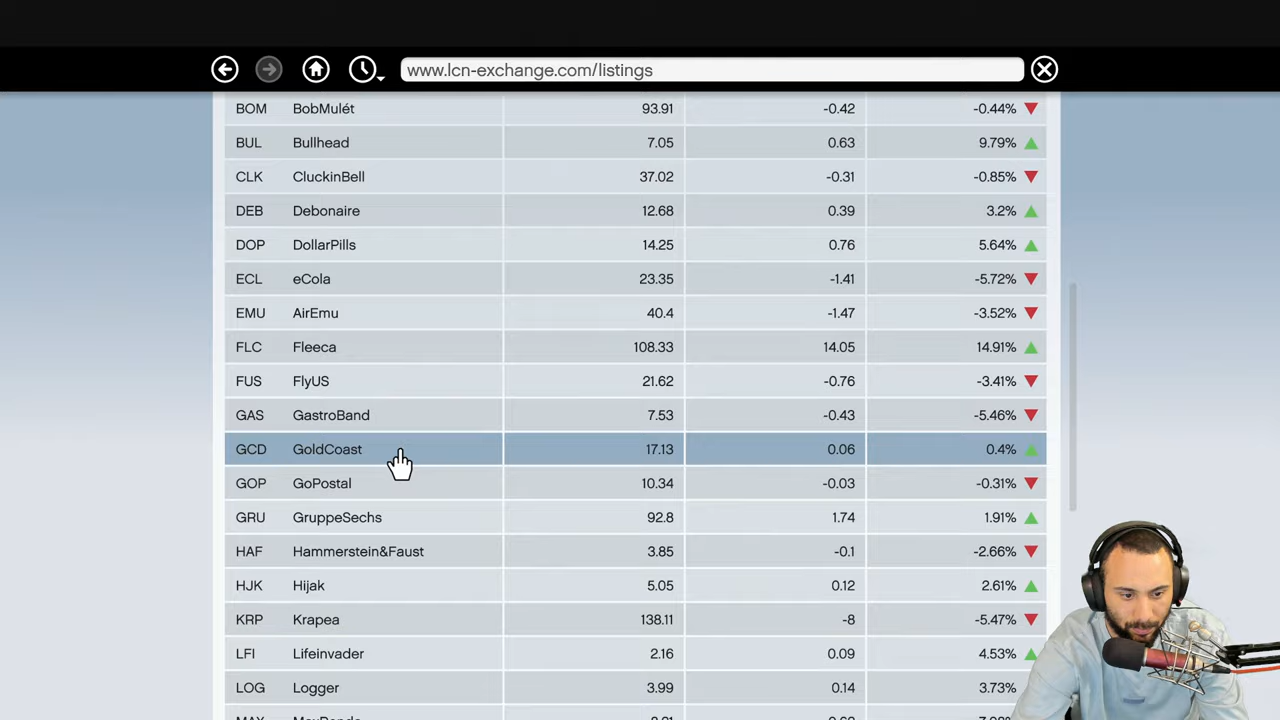 www.lcn-exchange.com/listings
BOM BobMulét 93.91 -0.42 -0.44%
BUL Bullhead 7.05 0.63 9.79%
CLK CluckinBell 37.02 -0.31 -0.85%
DEB Debonaire 12.68 0.39 3.2%
DOP DollarPills 14.25 0.76 5.64%
ECL eCola 23.35 -1.41 -5.72%
EMU AirEmu 40.4 -1.47 -3.52%
FLC Fleeca 108.33 14.05 14.91%
FUS FlyUS 21.62 -0.76 -3.41%
GAS GastroBand 7.53 -0.43 -5.46%
GCD GoldCoast 17.13 0.06 0.4%
GOP GoPostal 10.34 -0.03 -0.31%
GRU GruppeSechs 92.8 1.74 1.91%
HAF Hammerstein&Faust 3.85 -0.1 -2.66%
HJK Hijak 5.05 0.12 2.61%
KRP Krapea 138.11 -8 -5.47%
LFI Lifeinvader 2.16 0.09 4.53%
LOG Logger 3.99 0.14 3.73%